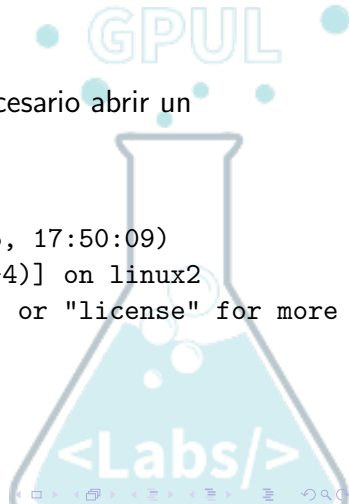 GPUL
cesario abrir un
, 17:50:09)
4)] on linux2
or "license" for more
<Labs/>